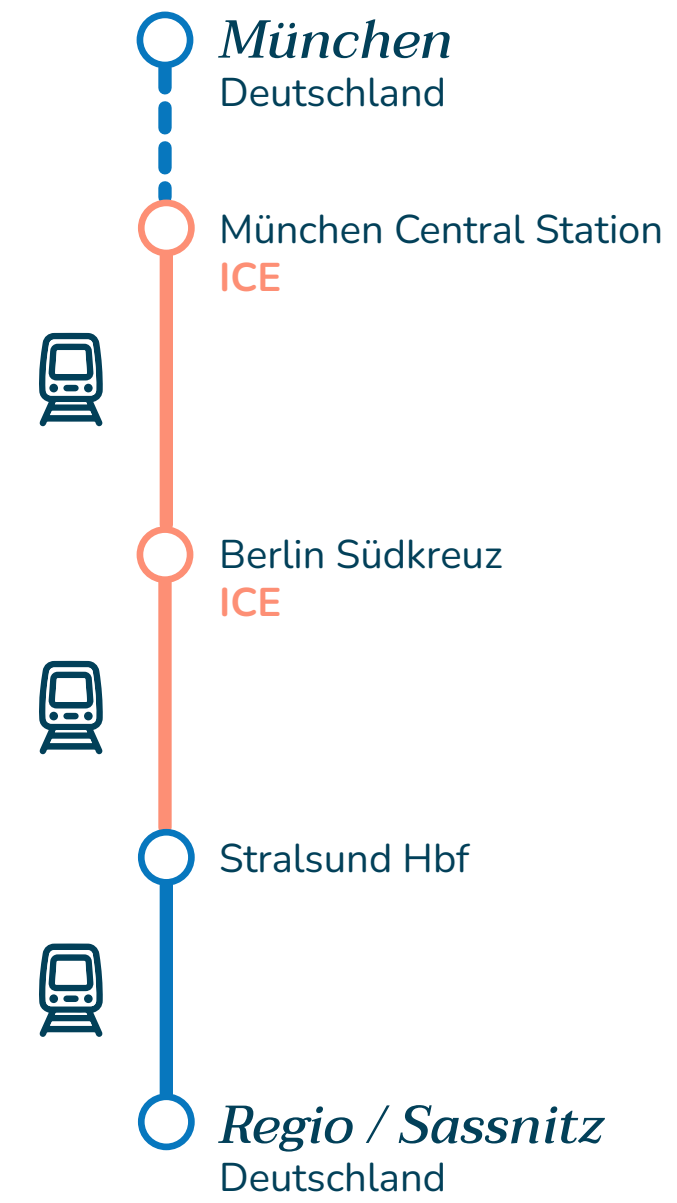 München
Deutschland
München Central Station
ICE
Berlin Südkreuz
ICE
Stralsund Hbf
Regio / Sassnitz
Deutschland